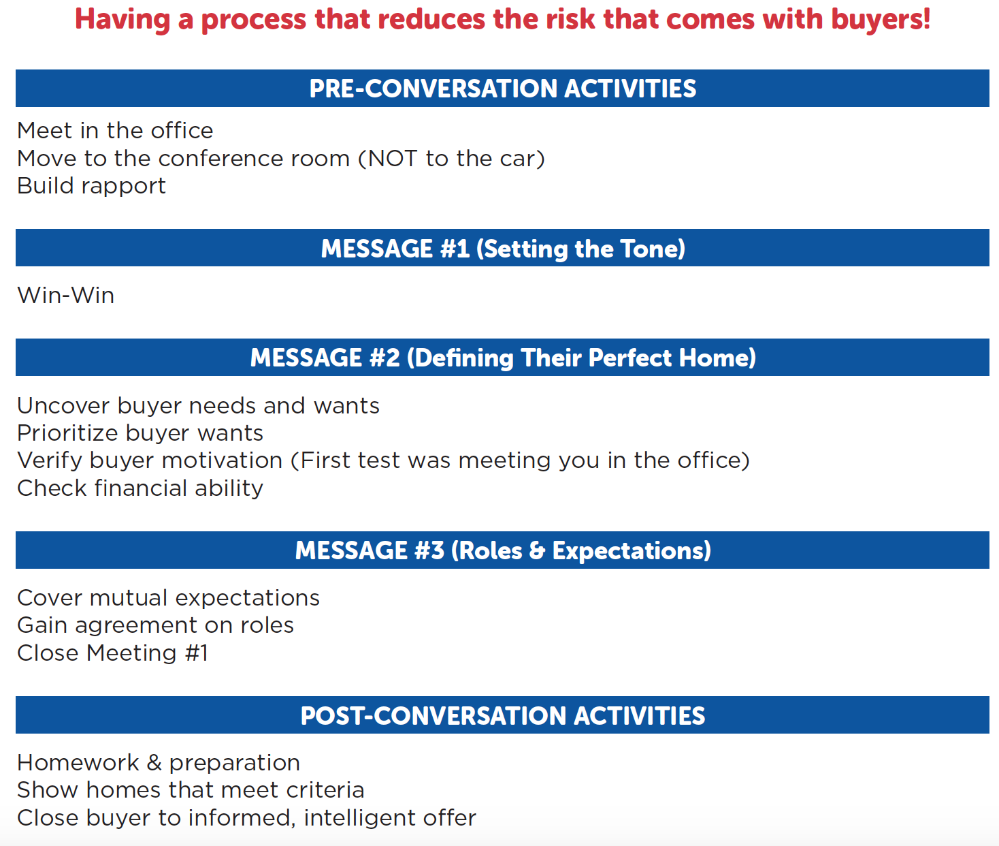 Having a process that reduces the risk that comes with buyers!
PRE-CONVERSATION ACTIVITIES
Meet in the office
Move to the conference room (NOT to the car)
Build rapport
MESSAGE #1 (Setting the Tone)
Win-Win
MESSAGE #2 (Defining Their Perfect Home)
Uncover buyer needs and wants
Prioritize buyer wants
Verify buyer motivation (First test was meeting you in the office)
Check financial ability
MESSAGE #3 (Roles & Expectations)
Cover mutual expectations
Gain agreement on roles
Close Meeting #1
POST-CONVERSATION ACTIVITIES
Homework & preparation
Show homes that meet criteria
Close buyer to informed, intelligent offer